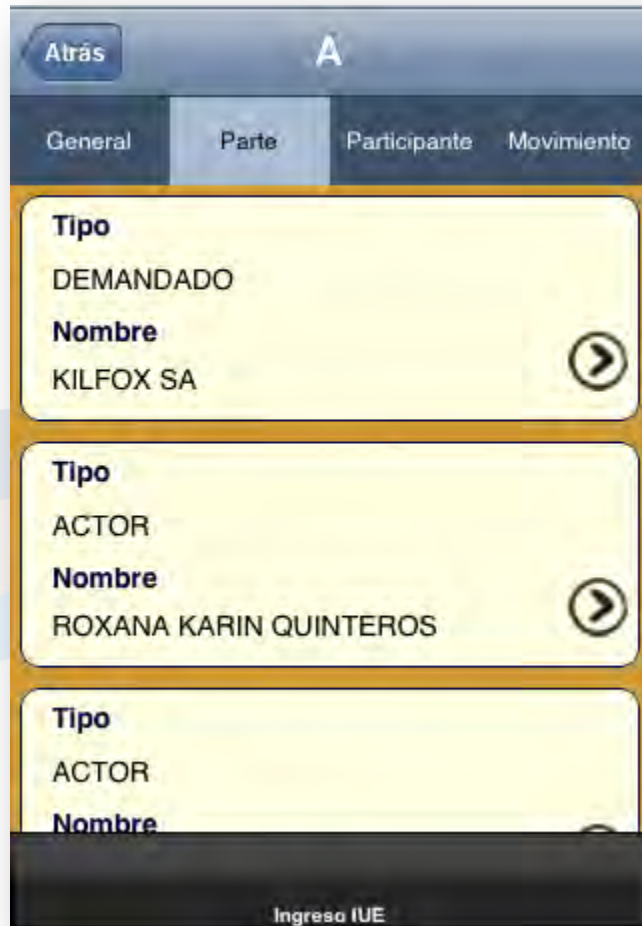 Atrás
A
General Parte Participante Movimiento
Tipo
DEMANDADO
Nombre
KILFOX SA
Tipo
ACTOR
Nombre
ROXANA KARIN QUINTEROS
Tipo
ACTOR
Nombre
Ingreso IUE